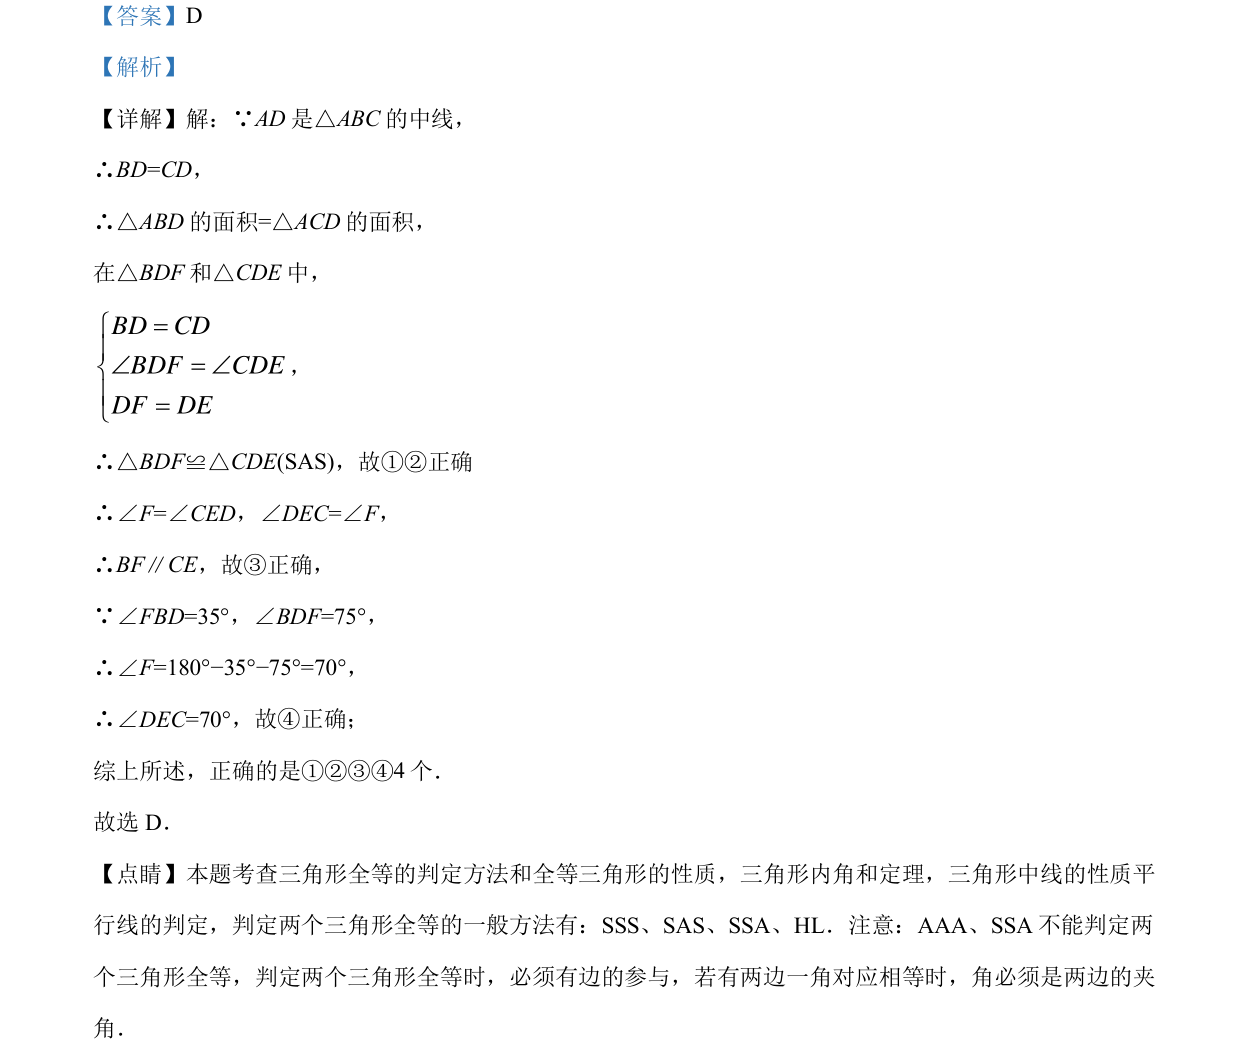 【答案】D
【解析】
【详解】解：∵AD 是△ABC 的中线，
∴BD=CD，
∴△ABD 的面积=△ACD 的面积，
在△BDF 和△CDE 中，
BD = CD
∠BDF = ∠CDE ，
DF = DE
∴△BDF≌△CDE(SAS)，故①②正确
∴∠F=∠CED，∠DEC=∠F，
∴BF∥CE，故③正确，
∵∠FBD=35°，∠BDF=75°，
∴∠F=180°−35°−75°=70°，
∴∠DEC=70°，故④正确；
综上所述，正确的是①②③④4 个．
故选 D．
【点睛】本题考查三角形全等的判定方法和全等三角形的性质，三角形内角和定理，三角形中线的性质平
行线的判定，判定两个三角形全等的一般方法有：SSS、SAS、SSA、HL．注意：AAA、SSA 不能判定两
个三角形全等，判定两个三角形全等时，必须有边的参与，若有两边一角对应相等时，角必须是两边的夹
角．